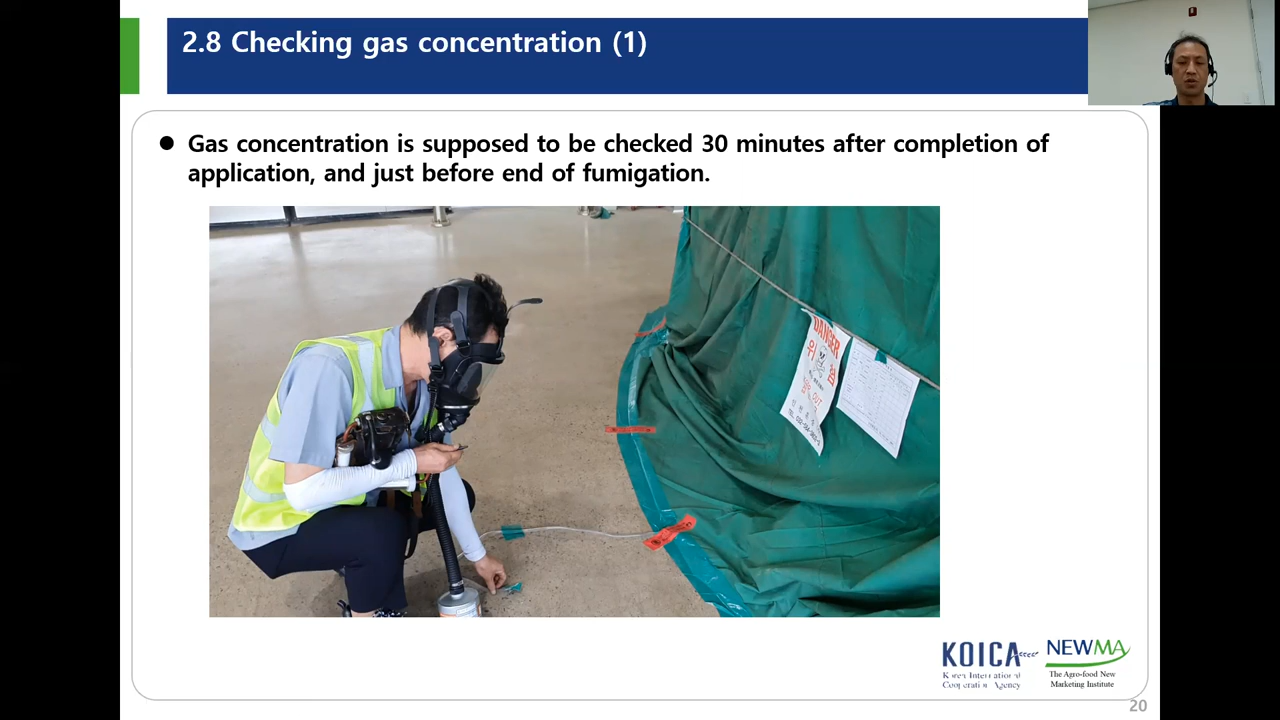 2.8 Checking gas concentration (1)
● Gas concentration is supposed to be checked 30 minutes after completion of
application, and just before end of fumigation.
DANGER
위험
OUT
KOICA
Korea International
Cooperation Agency
NEWMA
The Agro-food New
Marketing Institute
20